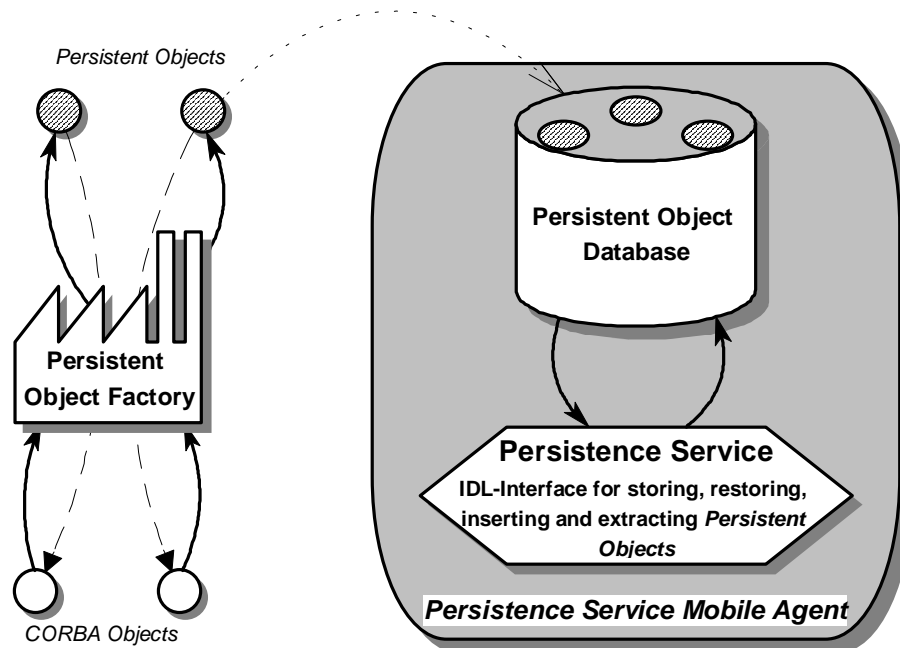 Persistent Objects
Persistent Object
Database
Persistent
Object Factory
Persistence Service
IDL-Interface for storing, restoring,
inserting and extracting Persistent
Objects
Persistence Service Mobile Agent
CORBA Objects